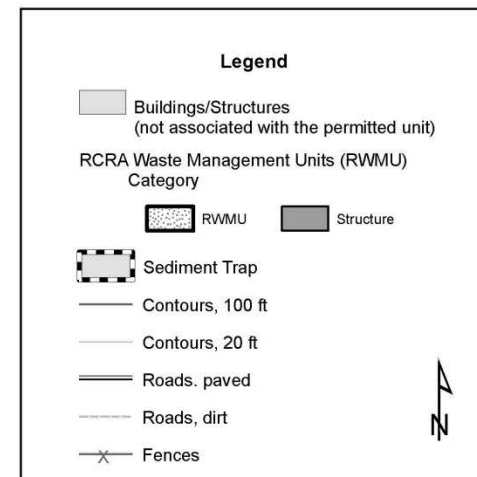 Legend
Buildings/Structures
(not associated with the permitted unit)
RCRA Waste Management Units (RWMU)
Category
RWMU
Structure
Sediment Trap
Contours, 100 ft
Contours, 20 ft
Roads. paved
Roads, dirt
Fences
N